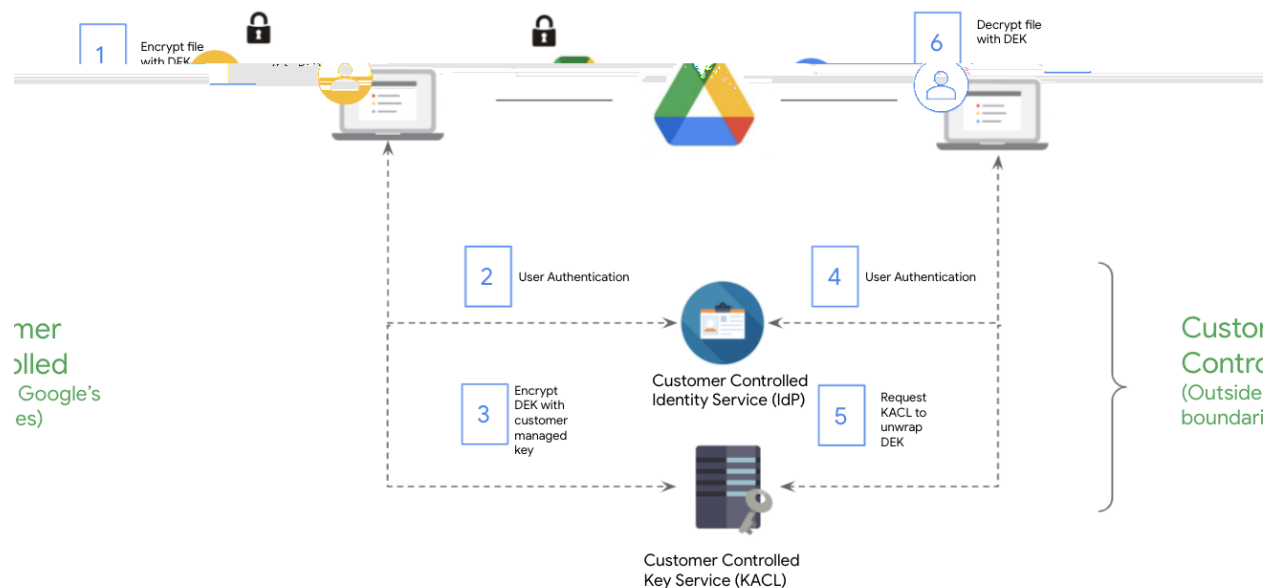 1
Encrypt file
with DEK
6
Decrypt file
with DEK
2
User Authentication
4
User Authentication
mer
olled
Google's
es)
Customer Controlled
Identity Service (IdP)
3
Encrypt
DEK with
customer
managed
key
5
Request
KACL to
unwrap
DEK
Custor
Contro
(Outside
boundari
Customer Controlled
Key Service (KACL)